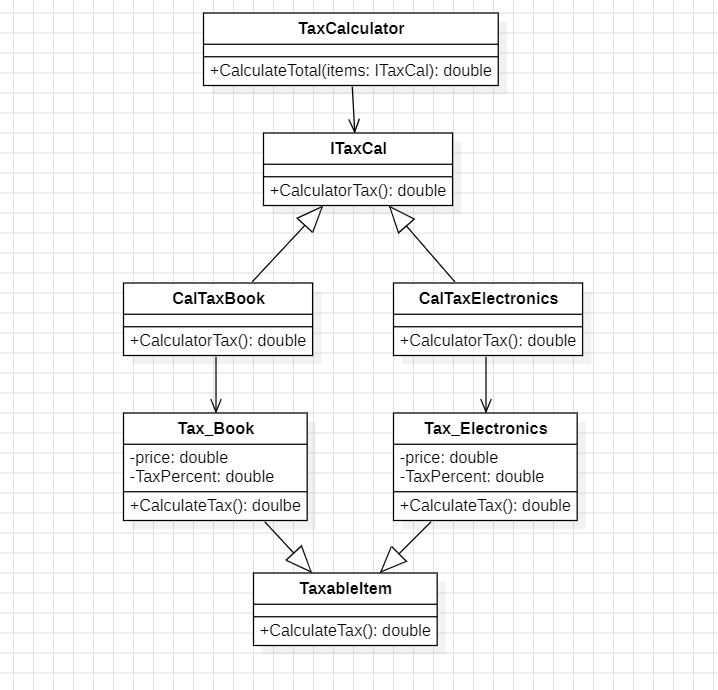 TaxCalculator
+CalculateTotal(items: ITaxCal): double
ITaxCal
+CalculatorTax(): double
CalTaxBook
+CalculatorTax(): double
CalTaxElectronics
+CalculatorTax(): double
Tax_Book
-price: double
-TaxPercent: double
+CalculateTax(): doulbe
Tax_Electronics
-price: double
-TaxPercent: double
+CalculateTax(): double
TaxableItem
+CalculateTax(): double